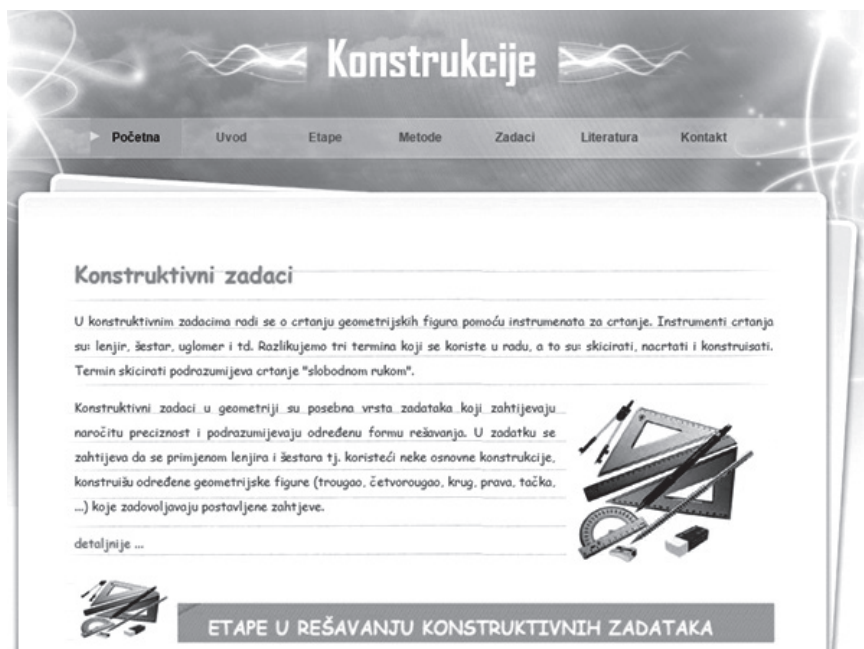 Konstrukcije
Početna Uvod Etape Metode Zadaci Literatura Kontakt
Konstruktivni zadaci
U konstruktivnim zadacima radi se o crtanju geometrijskih figura pomoću instrumenata za crtanje. Instrumenti crtanja
su: lenjir, šestar, uglomer i td. Razlikujemo tri termina koji se koriste u radu, a to su: skicirati, nacrtati i konstruisati.
Termin skicirati podrazumijeva crtanje "slobodnom rukom".
Konstruktivni zadaci u geometriji su posebna vrsta zadataka koji zahtijevaju
naročitu preciznost i podrazumijevaju određenu formu rešavanja. U zadatku se
zahtijeva da se primjenom lenjira i šestara tj. koristeći neke osnovne konstrukcije,
konstruišu određene geometrijske figure (trougao, četvorougao, krug, prava, tačka,
...) koje zadovoljavaju postavljene zahtjeve.
detaljnije ...
ETAPE U REŠAVANJU KONSTRUKTIVNIH ZADATAKA